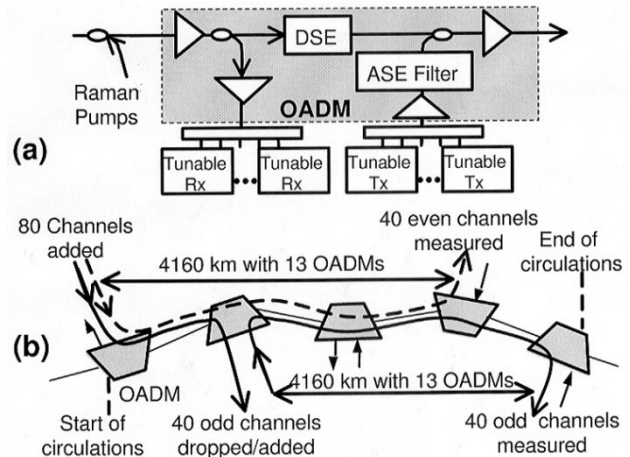 DSE
ASE Filter
OADM
Raman
Pumps
(a)
Tunable
Rx
Tunable
Rx
Tunable
Tx
Tunable
Tx
80 Channels
added
40 even channels
measured
End of
circulations
4160 km with 13 OADMs
(b)
OADM
4160 km with 13 OADMs
Start of
circulations
40 odd channels
dropped/added
40 odd channels
measured